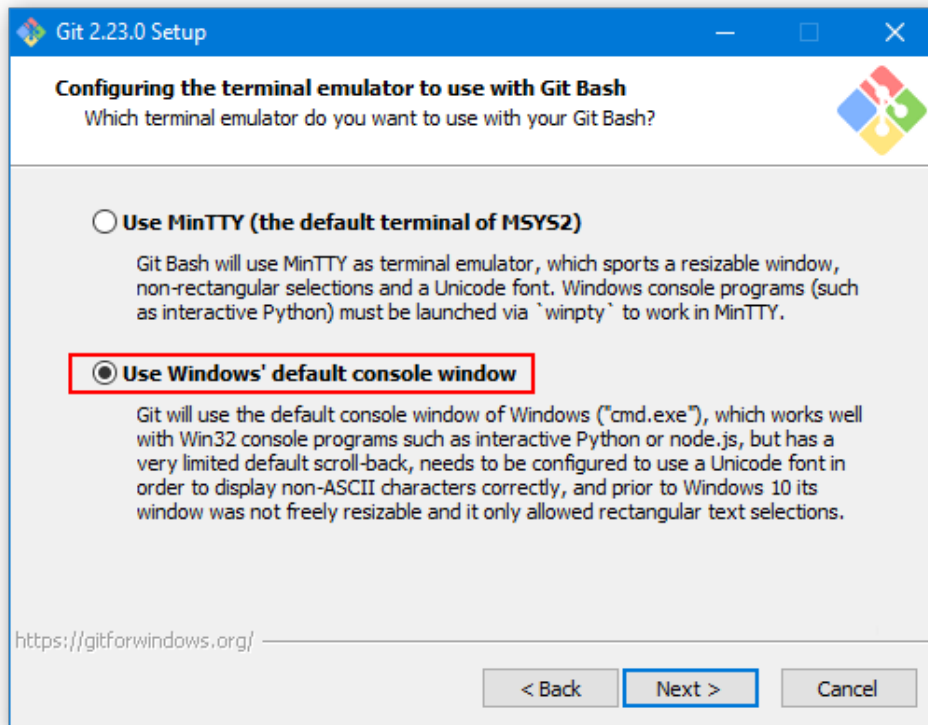 Git 2.23.0 Setup
Configuring the terminal emulator to use with Git Bash
Which terminal emulator do you want to use with your Git Bash?
Use MinTTY (the default terminal of MSYS2)
Git Bash will use MinTTY as terminal emulator, which sports a resizable window,
non-rectangular selections and a Unicode font. Windows console programs (such
as interactive Python) must be launched via `winpty` to work in MinTTY.
Use Windows' default console window
Git will use the default console window of Windows ("cmd.exe"), which works well
with Win32 console programs such as interactive Python or node.js, but has a
very limited default scroll-back, needs to be configured to use a Unicode font in
order to display non-ASCII characters correctly, and prior to Windows 10 its
window was not freely resizable and it only allowed rectangular text selections.
https://gitforwindows.org/
< Back
Next >
Cancel